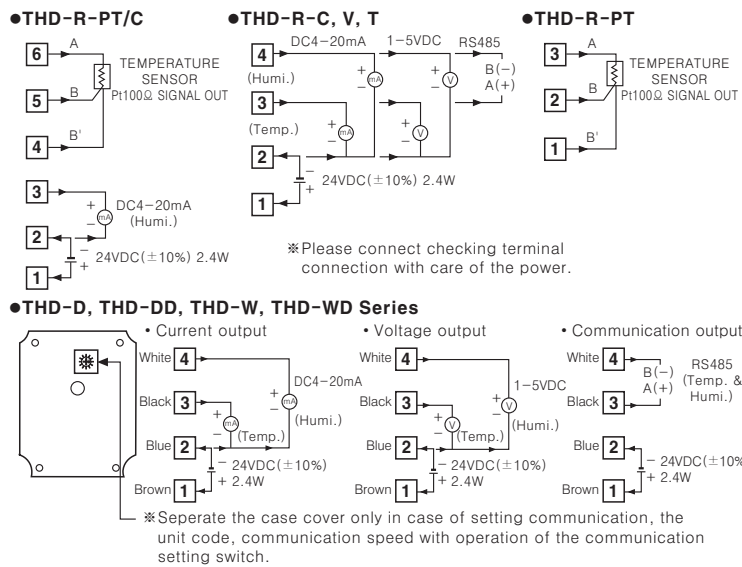 ●THD-R-PT/C
6
A
5
B
4
B'
TEMPERATURE
SENSOR
Pt100Ω SIGNAL OUT
3
2
1
+
−
mA
DC4-20mA
(Humi.)
−
+
24VDC(±10%) 2.4W
●THD-R-C, V, T
DC4-20mA
1-5VDC
RS485
4
(Humi.)
3
(Temp.)
2
1
+
−
mA
+
−
V
B(−)
A(+)
+
−
mA
+
−
V
−
+
24VDC(±10%) 2.4W
●THD-R-PT
3
A
2
B
1
B'
TEMPERATURE
SENSOR
Pt100Ω SIGNAL OUT
※Please connect checking terminal
connection with care of the power.
●THD-D, THD-DD, THD-W, THD-WD Series
• Current output
White 4
Black 3
Blue 2
Brown 1
DC4-20mA
+
−
mA
(Humi.)
+
−
mA
(Temp.)
− 24VDC(±10%)
+ 2.4W
• Voltage output
White 4
Black 3
Blue 2
Brown 1
1-5VDC
+
−
V
(Humi.)
+
−
V
(Temp.)
− 24VDC(±10%)
+ 2.4W
• Communication output
White 4
Black 3
Blue 2
Brown 1
B(−)
A(+)
RS485
(Temp. &
Humi.)
− 24VDC(±10%
+ 2.4W
※Seperate the case cover only in case of setting communication, the
unit code, communication speed with operation of the communication
setting switch.